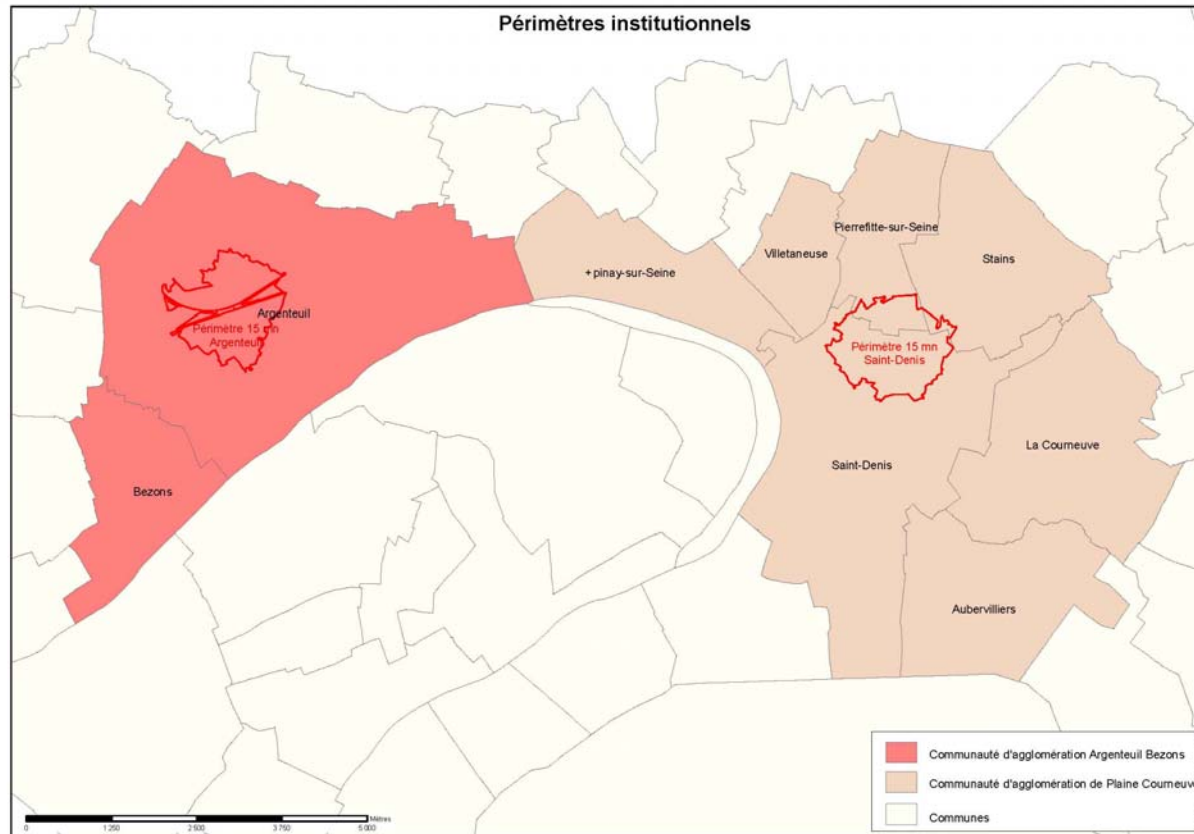 Périmètres institutionnels
Pierrefitte-sur-Seine
Villetaneuse
Stains
+pinay-sur-Seine
Argenteuil
Périmètre 15 mn
Argenteuil
Périmètre 15 mn
Saint-Denis
La Courneuve
Saint-Denis
Bezons
Aubervilliers
Communauté d'agglomération Argenteuil Bezons
Communauté d'agglomération de Plaine Courneuve
Communes
Mètres
0 1 250 2 500 3 750 5 000